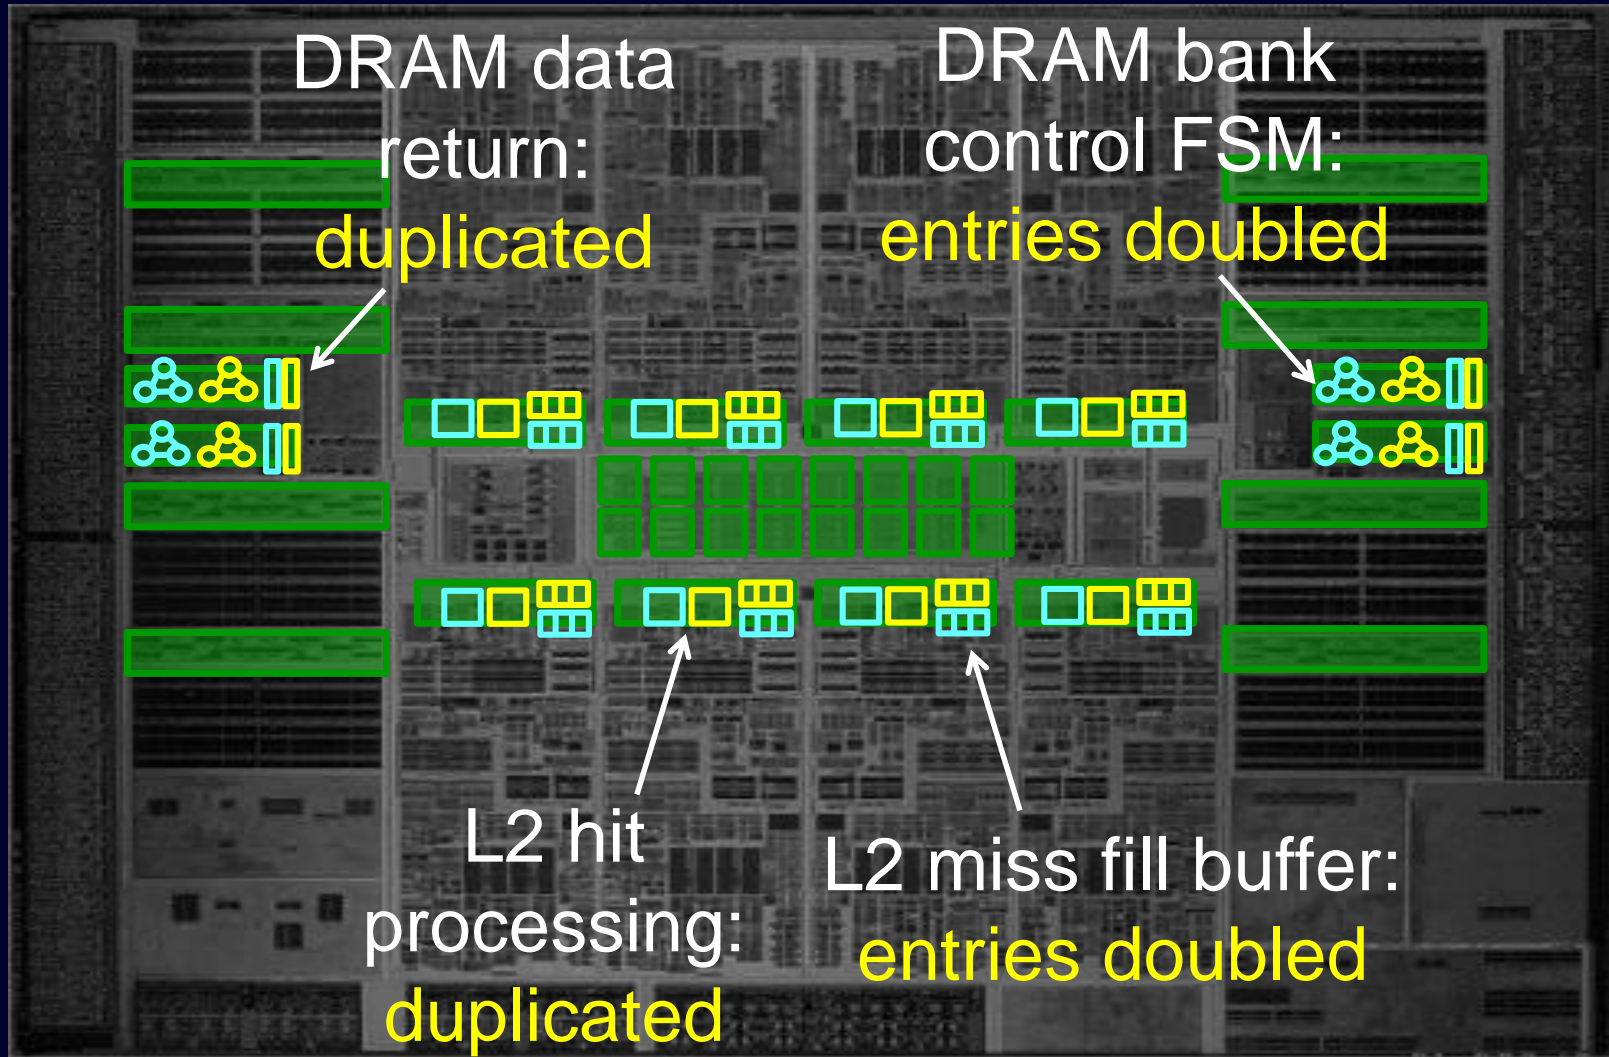 DRAM data
return:
duplicated
DRAM bank
control FSM:
entries doubled
L2 hit
processing:
duplicated
L2 miss fill buffer:
entries doubled